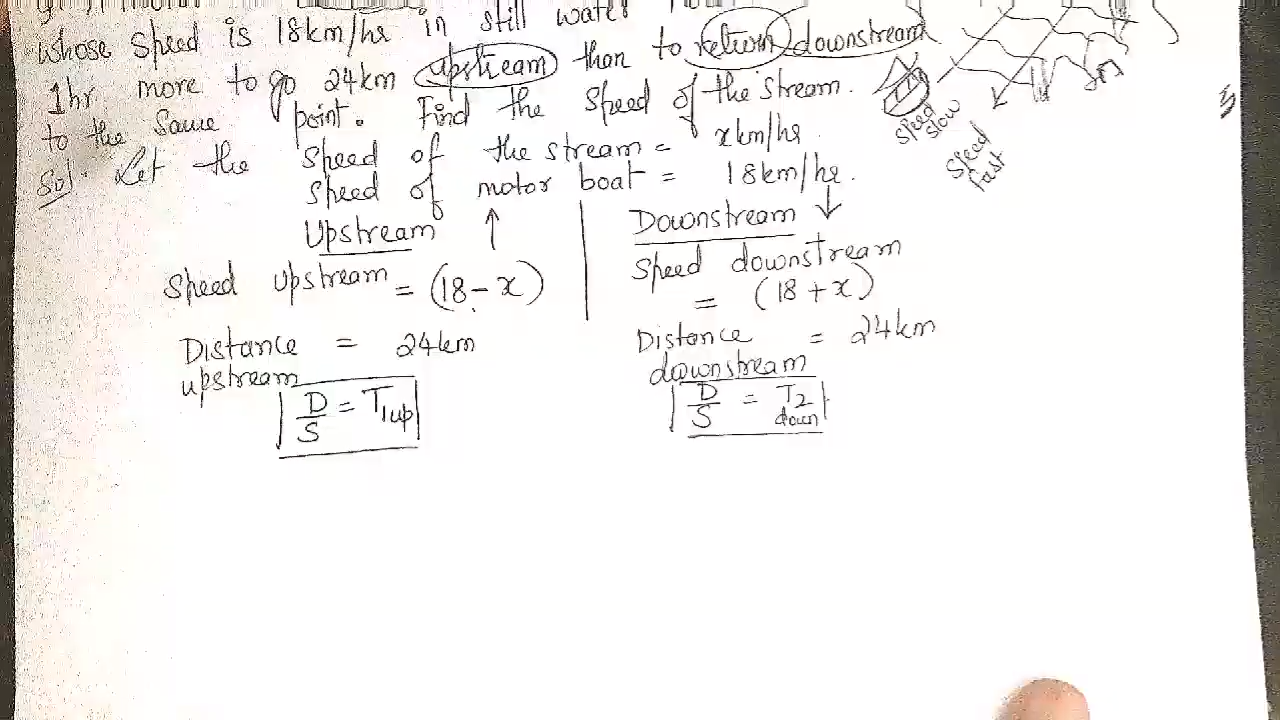 whose speed is 18km/hr in still water
1hr more to go 24km upstream than to return downstream
to the same point. Find the speed of the stream.
Sol. Let the speed of the stream = x km/hr.
speed of motor boat = 18km/hr.
Upstream ↑
Downstream ↓
Speed upstream = (18 - x)
Speed downstream
= (18 + x)
Distance = 24km
upstream
Distance = 24km
downstream
D/S = T1up
D/S = T2
down
Speed
slow
Speed
fast